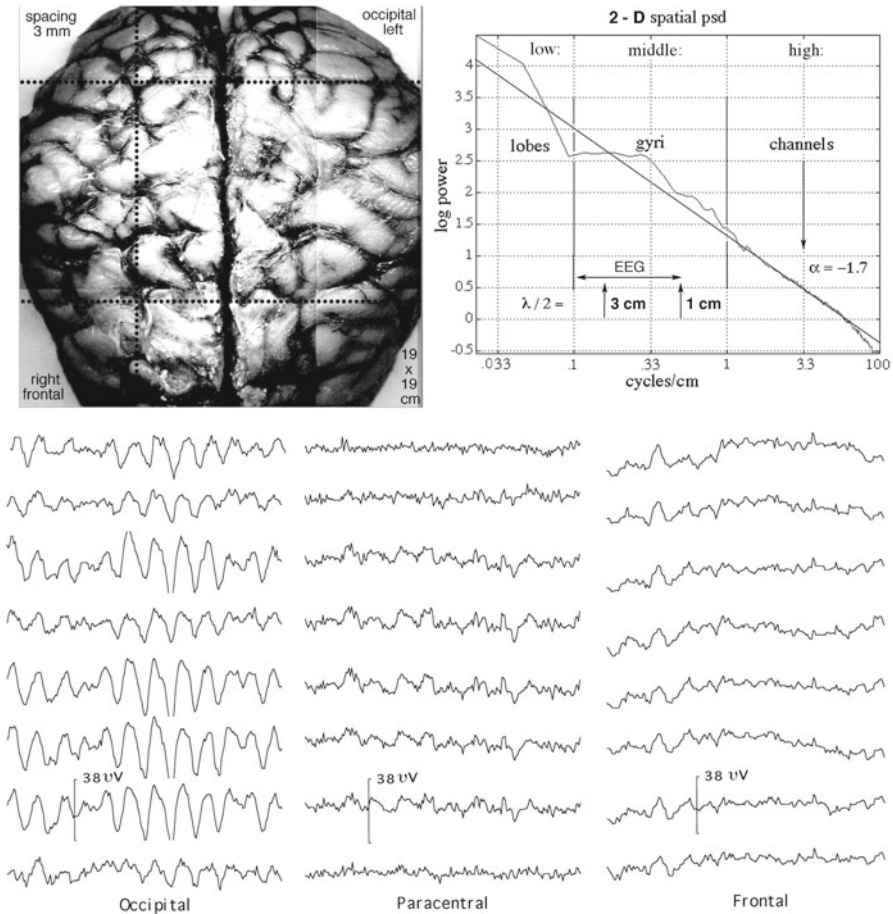 spacing
3 mm
occipital
left
right
frontal
19
x
19
cm
2 - D spatial psd
low:
middle:
high:
lobes
gyri
channels
log power
4
3.5
3
2.5
2
1.5
1
0.5
0
-0.5
EEG
λ / 2 =
3 cm
1 cm
α = −1.7
.033
.1
.33
1
3.3
100
cycles/cm
38 υV
38 υV
38 υV
Occipital
Paracentral
Frontal